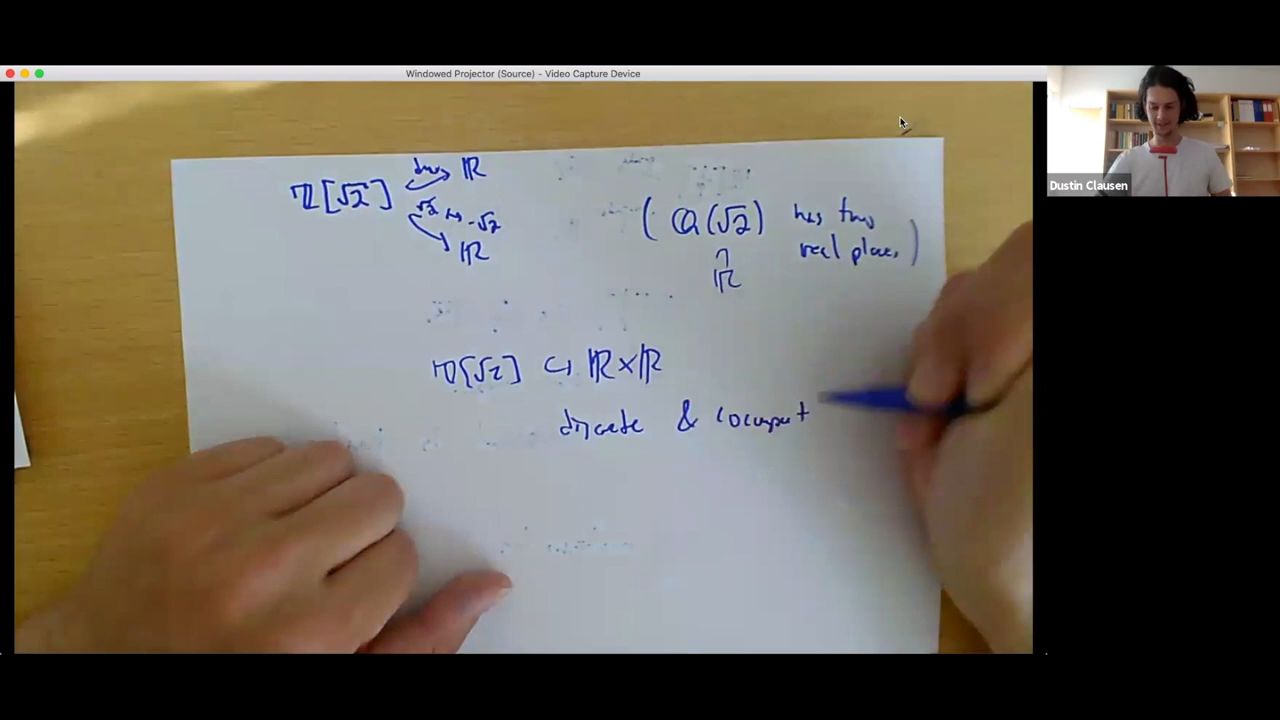 Windowed Projector (Source) - Video Capture Device
Dustin Clausen
ℤ[√2] → ℝ
√2 ↦ -√2
ℝ
( ℚ(√2) has two
real places )
ℝ
ℤ[√2] ↪ ℝ×ℝ
discrete & cocompact